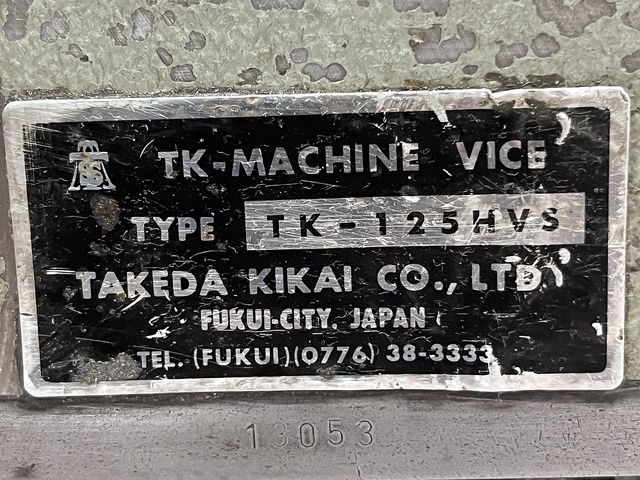 TK-MACHINE VICE
TYPE TK-125HVS
TAKEDA KIKAI CO., LTD
FUKUI-CITY, JAPAN
TEL. (FUKUI)(0776) 38-3333
13053